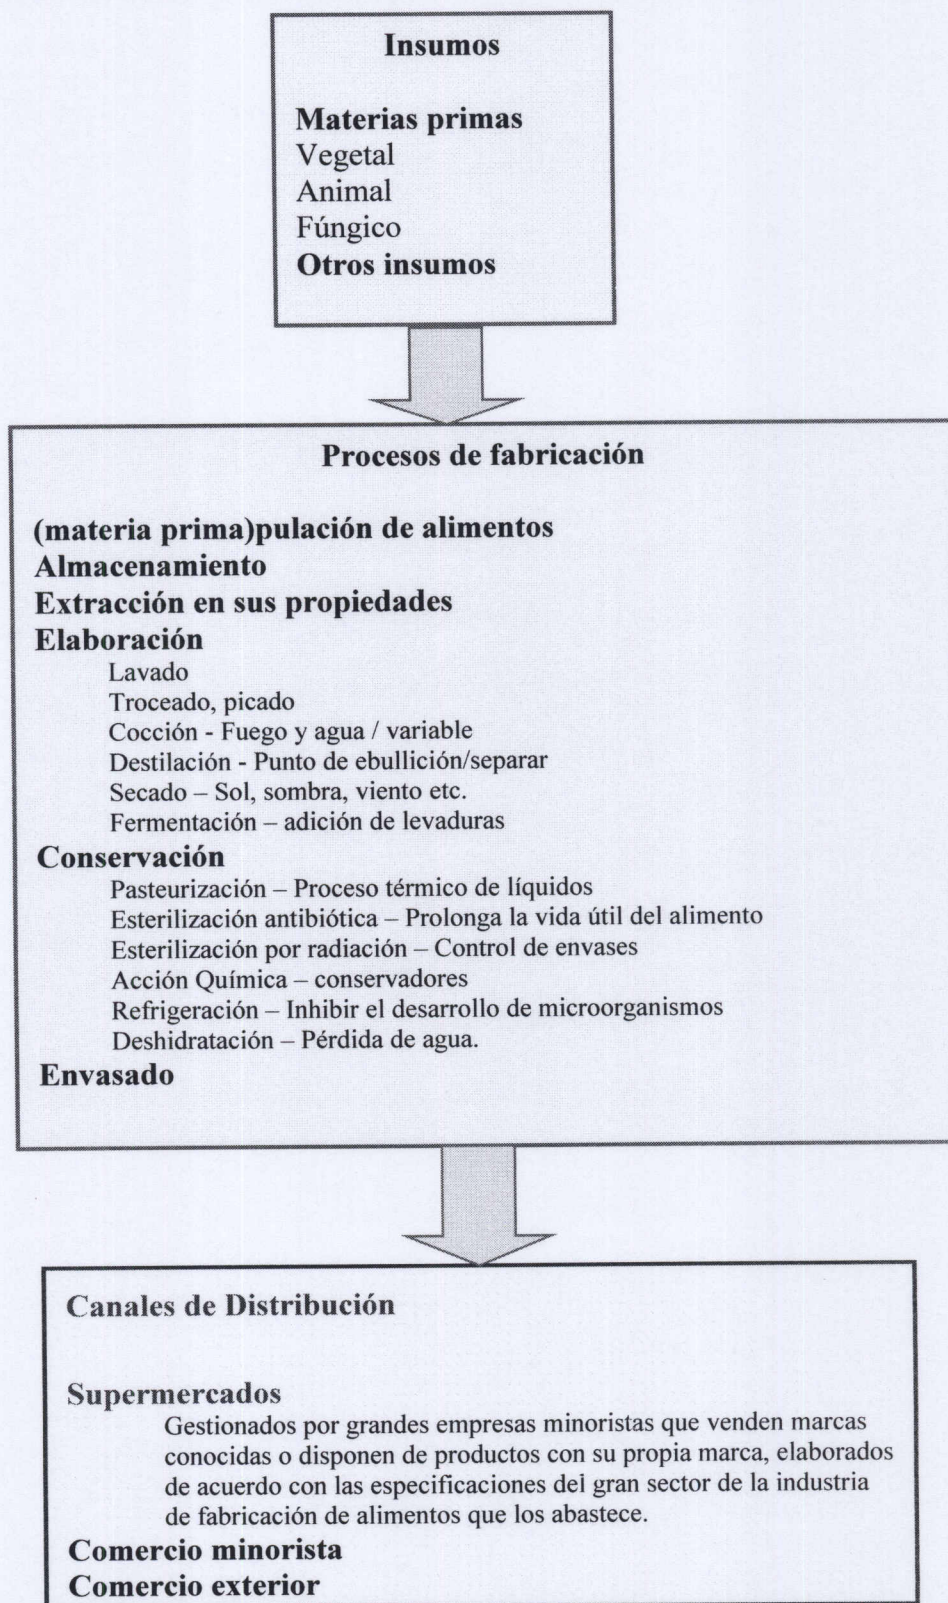 Insumos
Materias primas
Vegetal
Animal
Fúngico
Otros insumos
Procesos de fabricación
(materia prima)pulación de alimentos
Almacenamiento
Extracción en sus propiedades
Elaboración
Lavado
Troceado, picado
Cocción - Fuego y agua / variable
Destilación - Punto de ebullición/separar
Secado – Sol, sombra, viento etc.
Fermentación – adición de levaduras
Conservación
Pasteurización – Proceso térmico de líquidos
Esterilización antibiótica – Prolonga la vida útil del alimento
Esterilización por radiación – Control de envases
Acción Química – conservadores
Refrigeración – Inhibir el desarrollo de microorganismos
Deshidratación – Pérdida de agua.
Envasado
Canales de Distribución
Supermercados
Gestionados por grandes empresas minoristas que venden marcas
conocidas o disponen de productos con su propia marca, elaborados
de acuerdo con las especificaciones del gran sector de la industria
de fabricación de alimentos que los abastece.
Comercio minorista
Comercio exterior